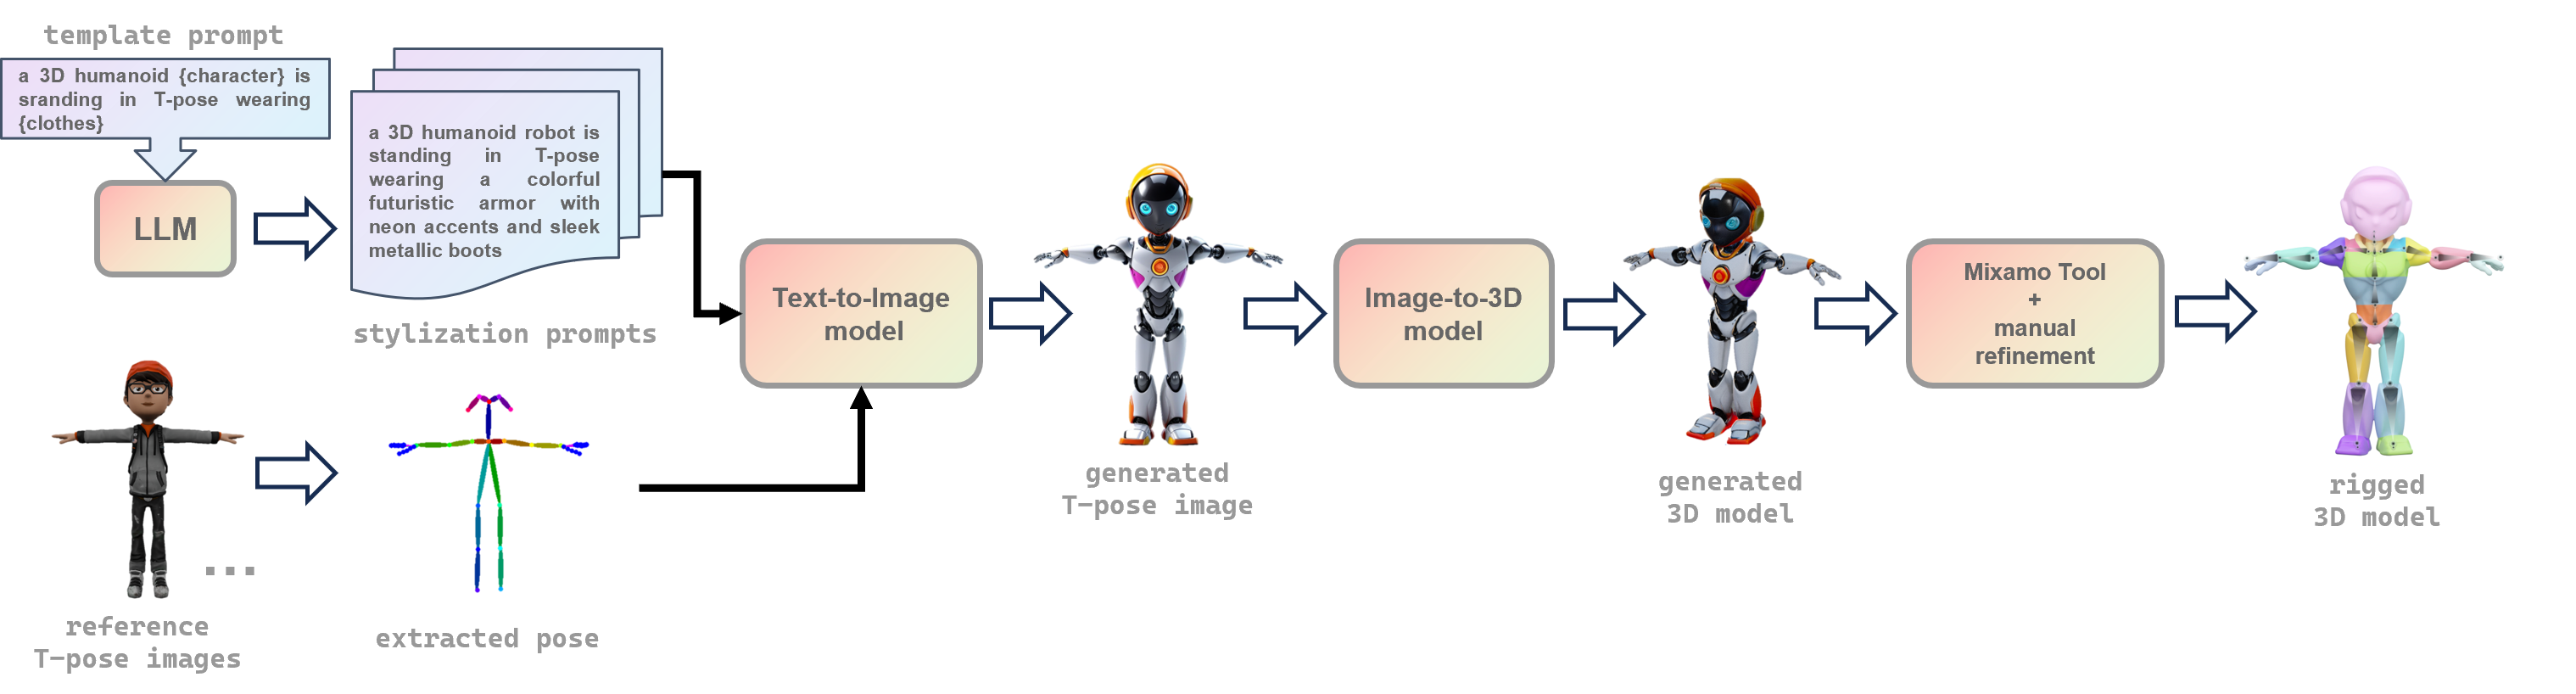 template prompt
a 3D humanoid {character} is
sranding in T-pose wearing
{clothes}
LLM
a 3D humanoid robot is
standing in T-pose
wearing a colorful
futuristic armor with
neon accents and sleek
metallic boots
stylization prompts
reference
T-pose images
...
extracted pose
Text-to-Image
model
generated
T-pose image
Image-to-3D
model
generated
3D model
Mixamo Tool
+
manual
refinement
rigged
3D model